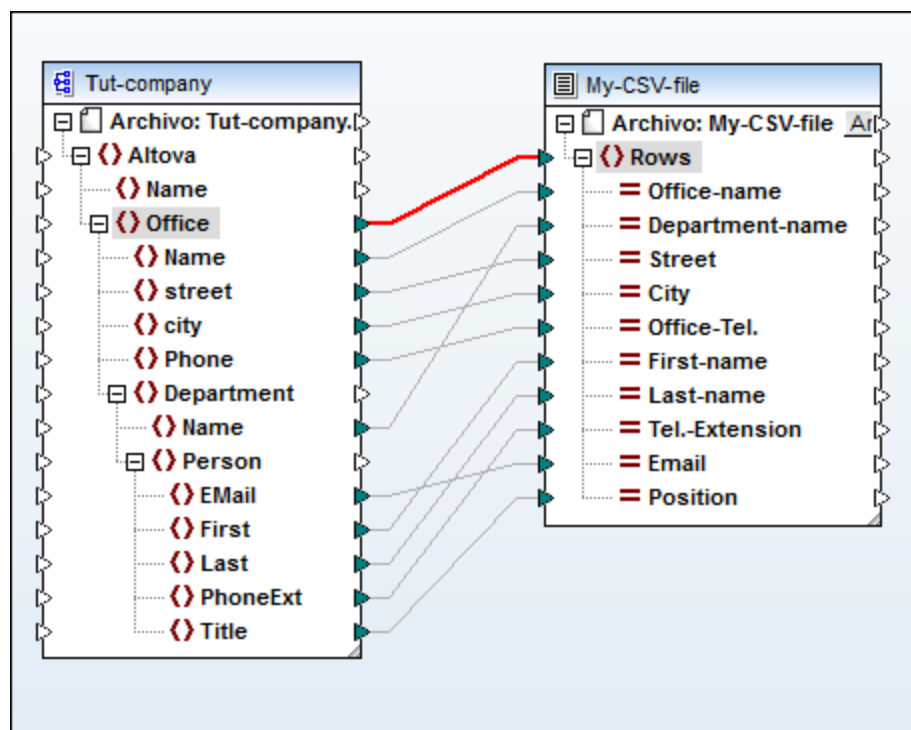 Tut-company
Archivo: Tut-company.
Altova
Name
Office
Name
street
city
Phone
Department
Name
Person
EMail
First
Last
PhoneExt
Title
My-CSV-file
Archivo: My-CSV-file Ar
Rows
Office-name
Department-name
Street
City
Office-Tel.
First-name
Last-name
Tel.-Extension
Email
Position